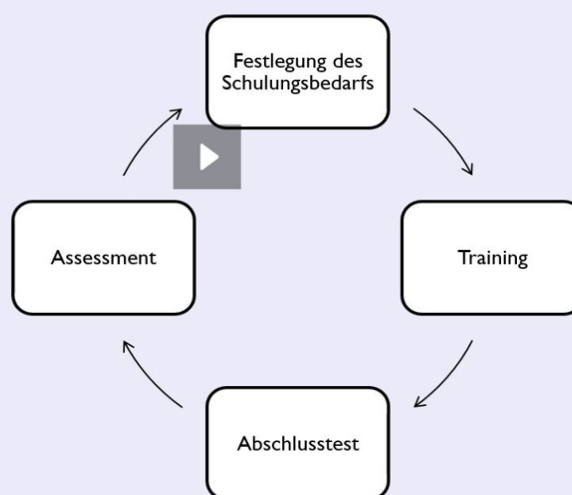 Festlegung des
Schulungsbedarfs
Training
Abschlusstest
Assessment